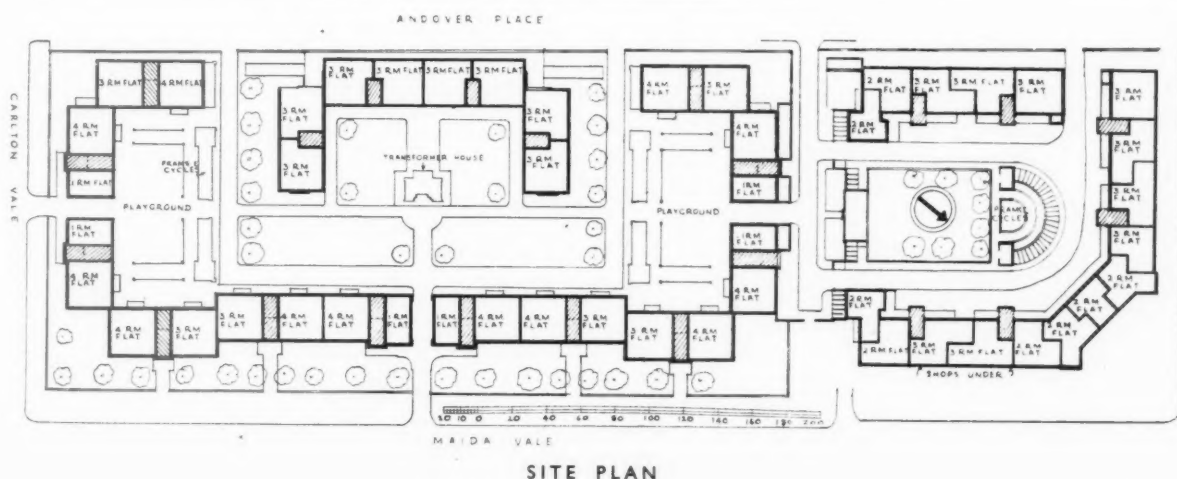 ANDOVER PLACE
CARLTON VALE
3 RM FLAT
4 RM FLAT
3 RM FLAT
3 RM FLAT
3 RM FLAT
3 RM FLAT
4 RM FLAT
3 RM FLAT
2 RM FLAT
3 RM FLAT
3 RM FLAT
3 RM FLAT
3 RM FLAT
4 RM FLAT
3 RM FLAT
3 RM FLAT
4 RM FLAT
2 RM FLAT
3 RM FLAT
PRAM & CYCLES
TRANSFORMER HOUSE
1 RM FLAT
3 RM FLAT
3 RM FLAT
1 RM FLAT
3 RM FLAT
PLAYGROUND
PLAYGROUND
PRAM & CYCLES
1 RM FLAT
1 RM FLAT
3 RM FLAT
4 RM FLAT
4 RM FLAT
2 RM FLAT
2 RM FLAT
4 RM FLAT
3 RM FLAT
3 RM FLAT
4 RM FLAT
4 RM FLAT
1 RM FLAT
1 RM FLAT
4 RM FLAT
4 RM FLAT
3 RM FLAT
3 RM FLAT
4 RM FLAT
2 RM FLAT
3 RM FLAT
3 RM FLAT
2 RM FLAT
2 RM FLAT
SHOPS UNDER
20 10 0 20 40 60 80 100 120 140 160 180 200
MAIDA VALE
SITE PLAN